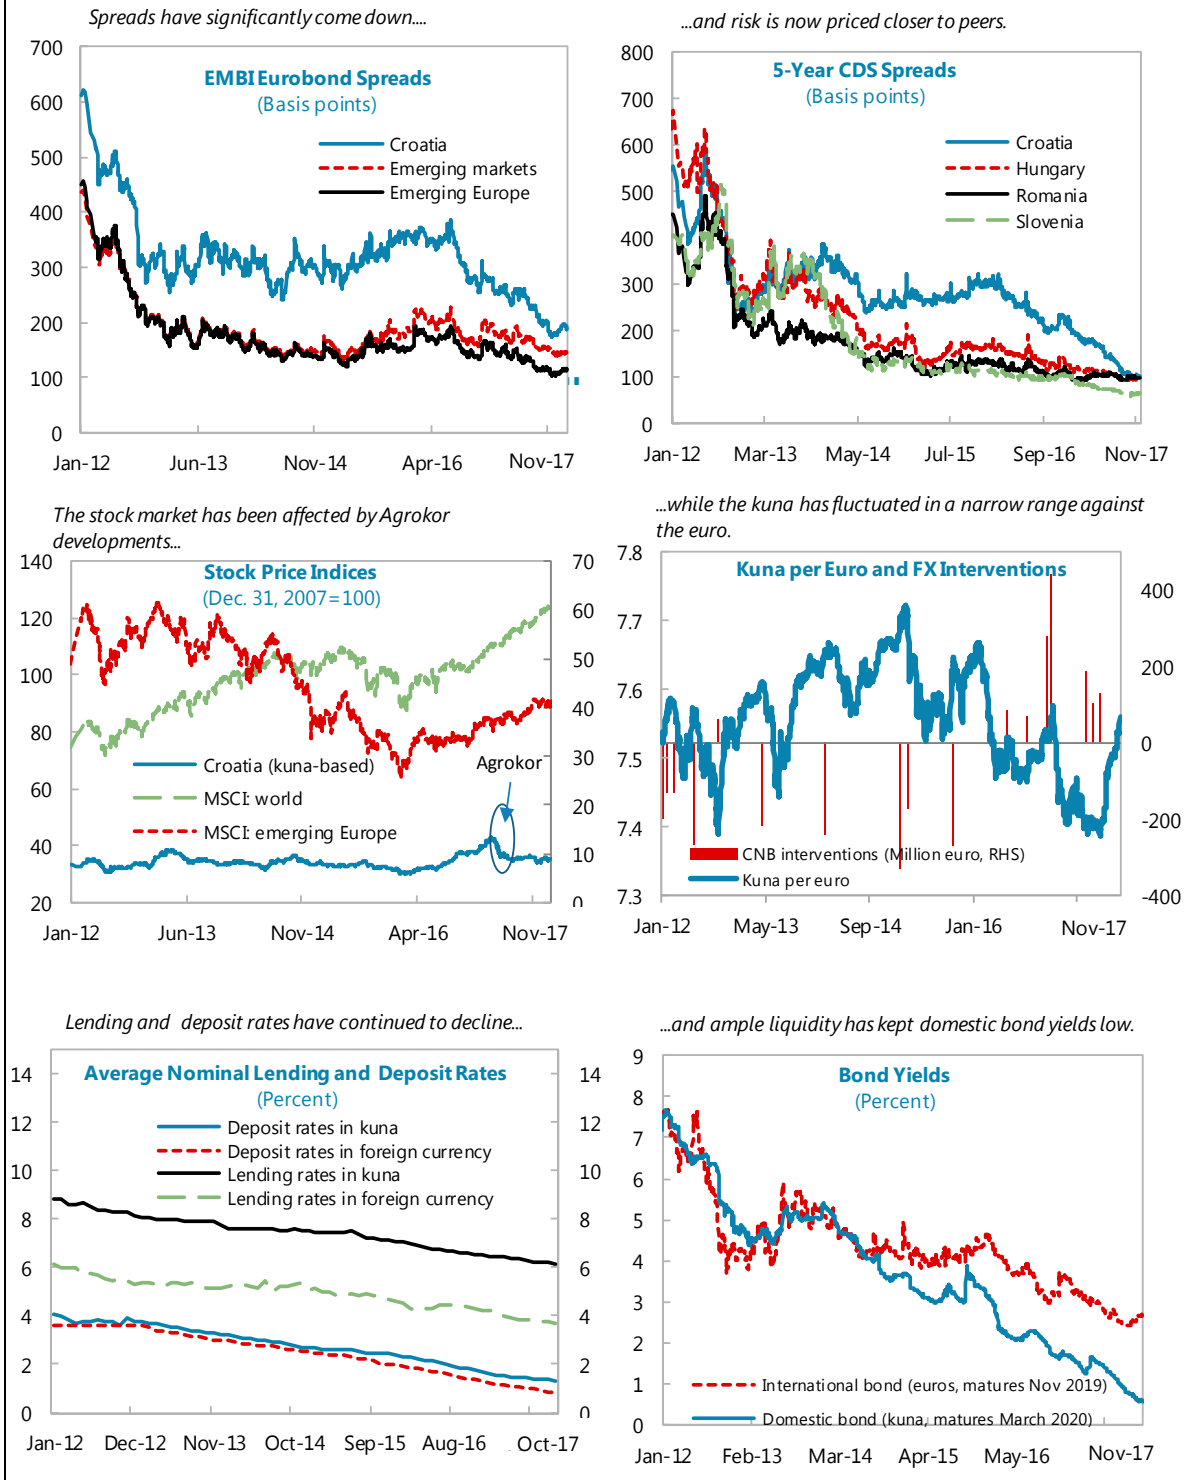 Spreads have significantly come down....
EMBI Eurobond Spreads
(Basis points)
700
600
500
400
300
200
100
0
Croatia
Emerging markets
Emerging Europe
Jan-12 Jun-13 Nov-14 Apr-16 Nov-17
...and risk is now priced closer to peers.
5-Year CDS Spreads
(Basis points)
800
700
600
500
400
300
200
100
0
Croatia
Hungary
Romania
Slovenia
Jan-12 Mar-13 May-14 Jul-15 Sep-16 Nov-17
The stock market has been affected by Agrokor
developments...
Stock Price Indices
(Dec. 31, 2007=100)
140
120
100
80
60
40
20
70
60
50
40
30
20
10
0
Croatia (kuna-based)
MSCI: world
MSCI: emerging Europe
Agrokor
Jan-12 Jun-13 Nov-14 Apr-16 Nov-17
...while the kuna has fluctuated in a narrow range against
the euro.
Kuna per Euro and FX Interventions
7.8
7.7
7.6
7.5
7.4
7.3
400
200
0
-200
-400
CNB interventions (Million euro, RHS)
Kuna per euro
Jan-12 May-13 Sep-14 Jan-16 Nov-17
Lending and deposit rates have continued to decline...
Average Nominal Lending and Deposit Rates
(Percent)
14
12
10
8
6
4
2
0
14
12
10
8
6
4
2
0
Deposit rates in kuna
Deposit rates in foreign currency
Lending rates in kuna
Lending rates in foreign currency
Jan-12 Dec-12 Nov-13 Oct-14 Sep-15 Aug-16 Oct-17
...and ample liquidity has kept domestic bond yields low.
Bond Yields
(Percent)
9
8
7
6
5
4
3
2
1
0
International bond (euros, matures Nov 2019)
Domestic bond (kuna, matures March 2020)
Jan-12 Feb-13 Mar-14 Apr-15 May-16 Nov-17